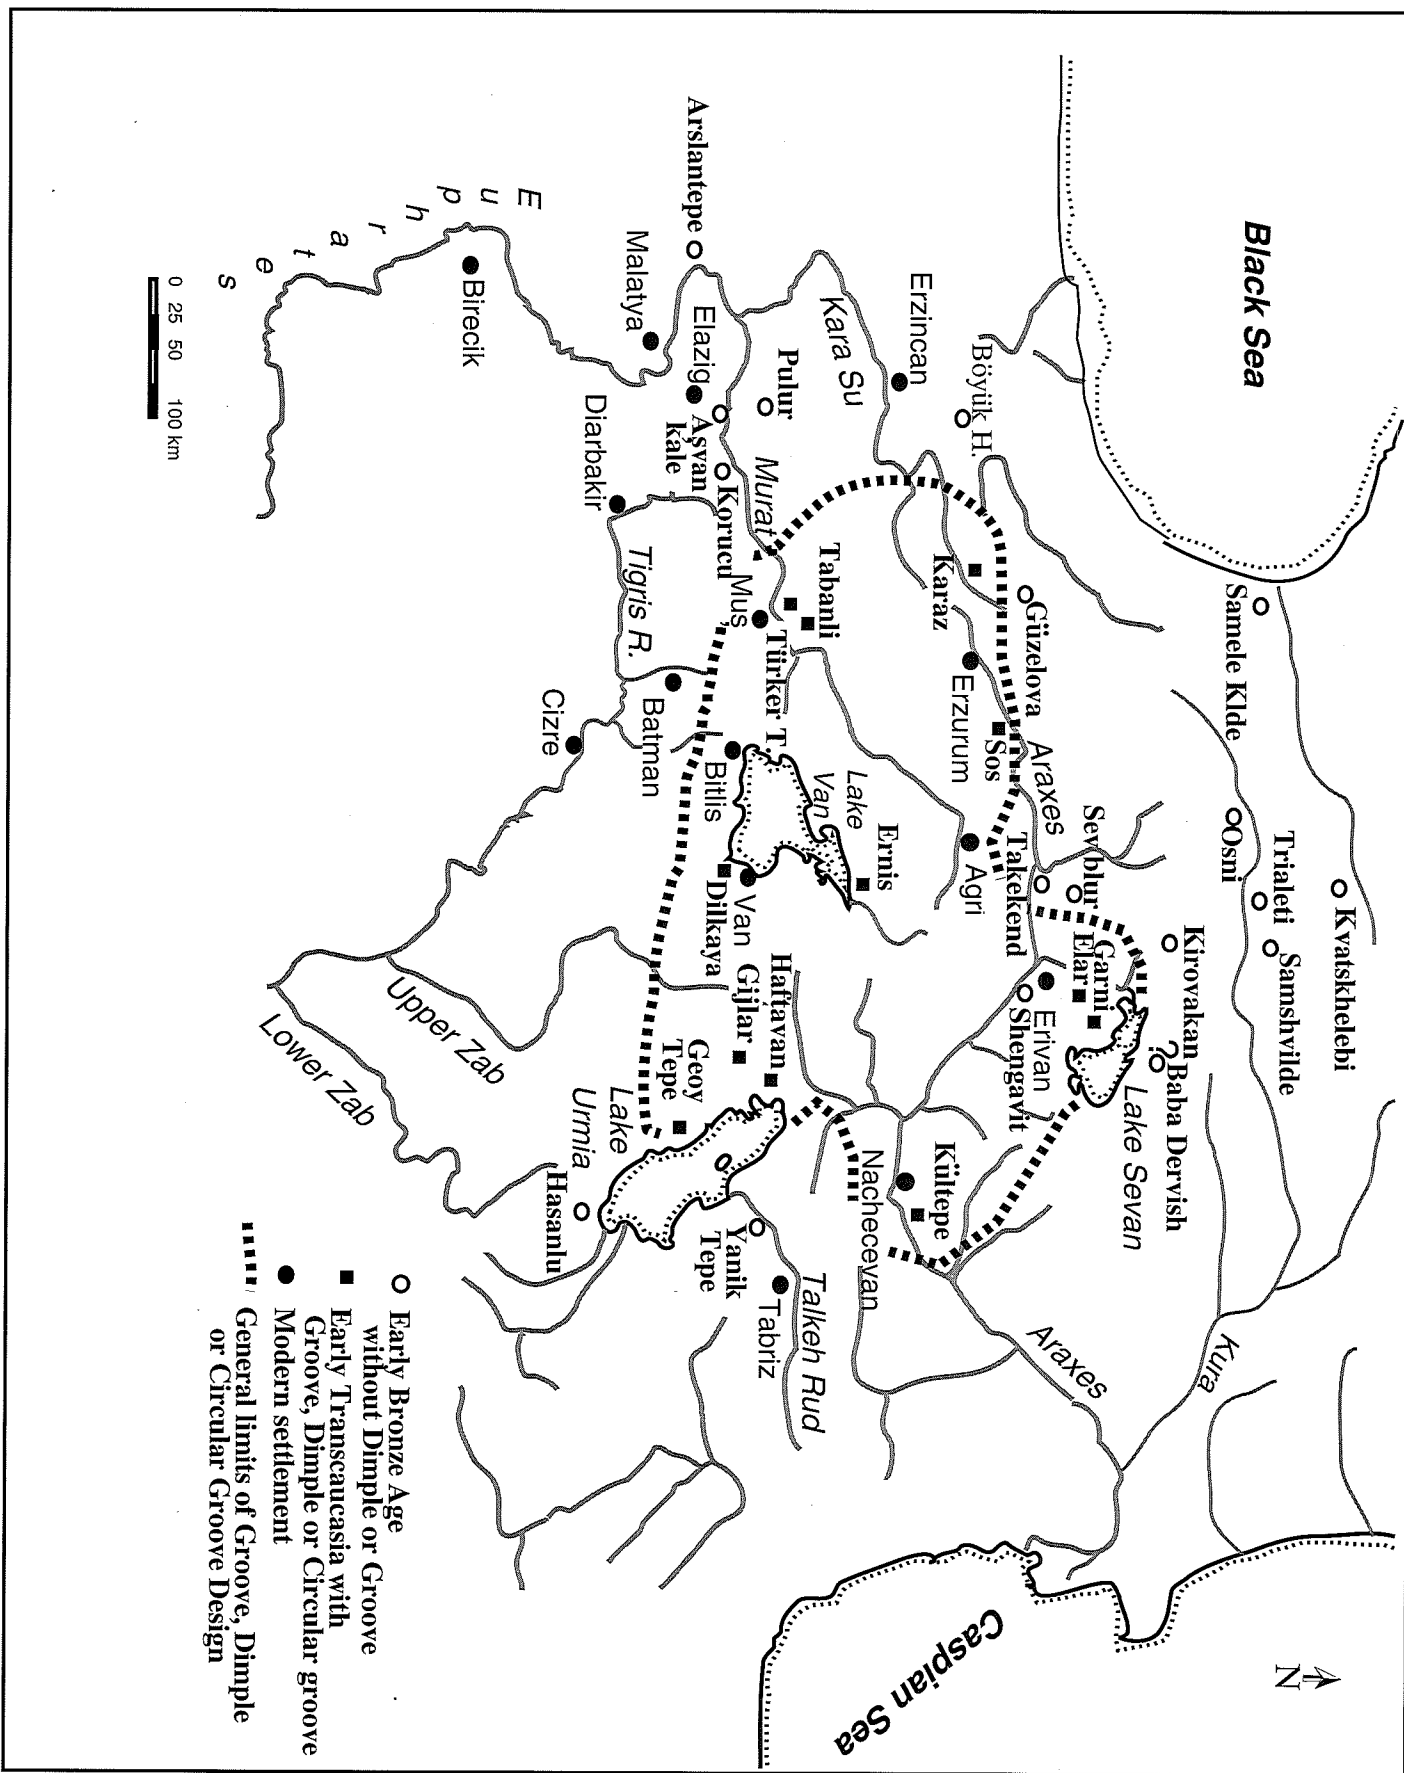 Black Sea
Samele Klde
Osni
Trialeti
Kvatskhelebi
Samshvilde
Kirovakan
?
Baba Dervish
Lake Sevan
Garni
Elar
Erivan
Shengavit
Sev blur
Takekend
Araxes
Güzelova
Karaz
Erzurum
Sos
Agri
Böyük H.
Erzincan
Kara Su
Pulur
Murat
Tabanli
Mus
Türker T.
Korucu
Aşvan
kale
Elazig
Arslantepe
Malatya
Euphrates
Birecik
Diarbakir
Tigris R.
Batman
Cizre
Bitlis
Lake
Van
Ernis
Van
Dilkaya
Haftavan
Gijlar
Geoy
Tepe
Lake
Urmia
Hasanlu
Yanik
Tepe
Tabriz
Talkeh Rud
Nachecevan
Kültepe
Araxes
Kura
Caspian Sea
Upper Zab
Lower Zab
N
0 25 50 100 km
Early Bronze Age
without Dimple or Groove
Early Transcaucasia with
Groove, Dimple or Circular groove
Modern settlement
General limits of Groove, Dimple
or Circular Groove Design